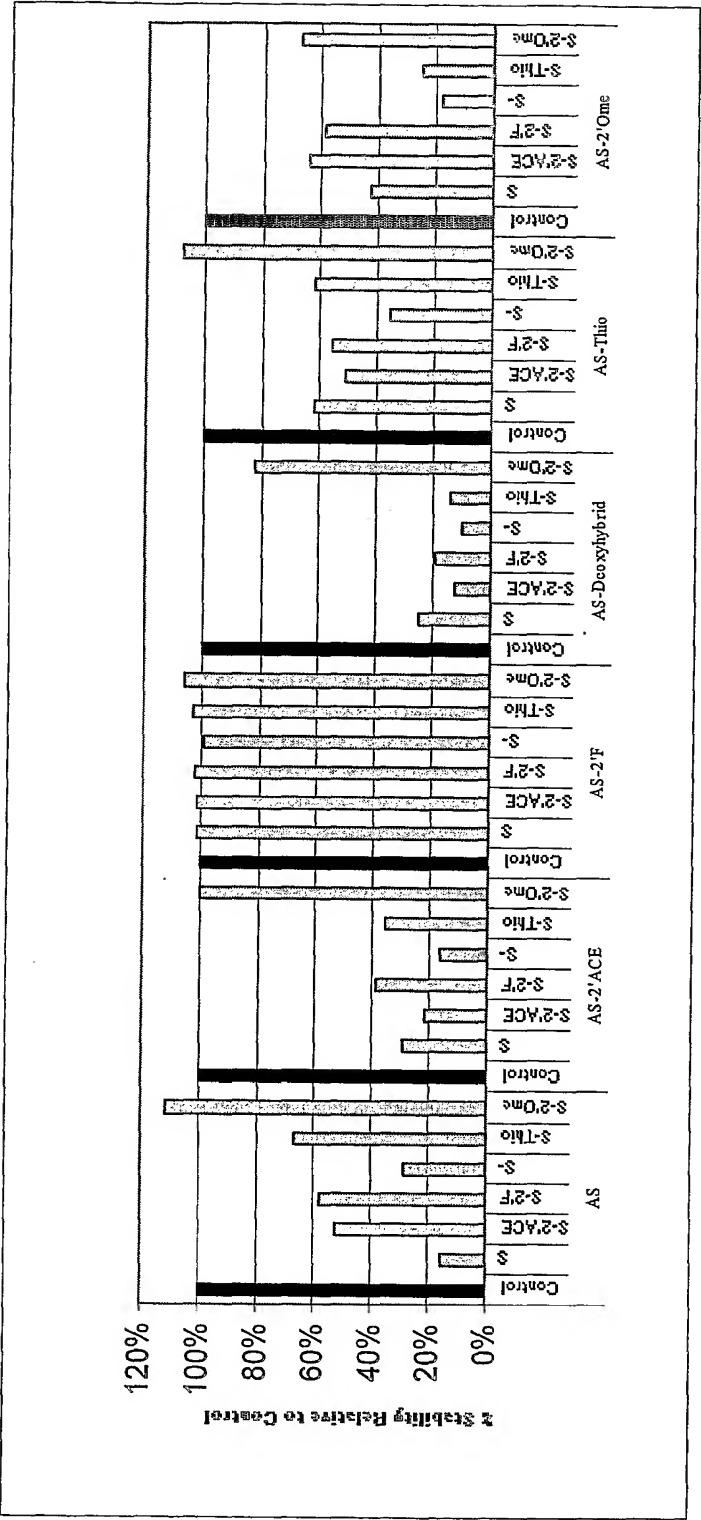 % Stability Relative to Control
120%
100%
80%
60%
40%
20%
0%
Control
S
S-2'ACE
S-2'F
S-
S-Thio
S-2'Ome
AS
Control
S
S-2'ACE
S-2'F
S-
S-Thio
S-2'Ome
AS-2'ACE
Control
S
S-2'ACE
S-2'F
S-
S-Thio
S-2'Ome
AS-2'F
Control
S
S-2'ACE
S-2'F
S-
S-Thio
S-2'Ome
AS-Deoxyhybrid
Control
S
S-2'ACE
S-2'F
S-
S-Thio
S-2'Ome
AS-Thio
Control
S
S-2'ACE
S-2'F
S-
S-Thio
S-2'Ome
AS-2'Ome